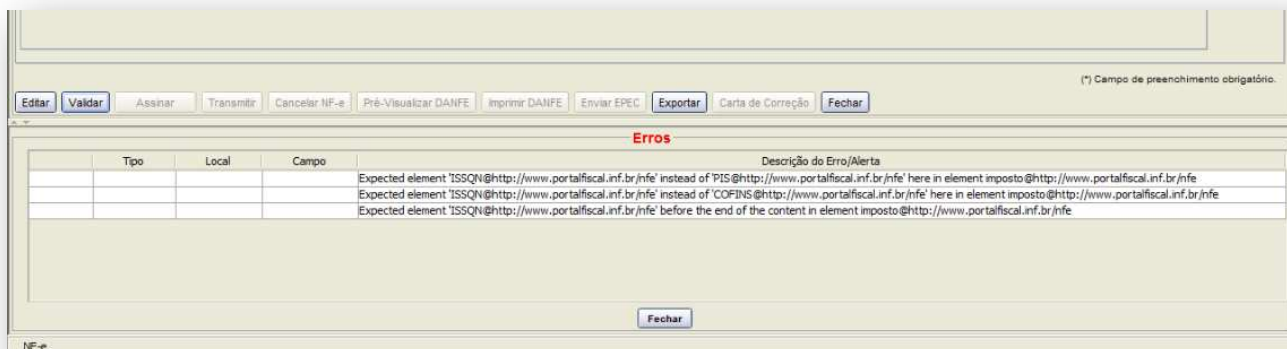 (*) Campo de preenchimento obrigatório.
Editar Validar Assinar Transmitir Cancelar NF-e Pré-Visualizar DANFE Imprimir DANFE Enviar EPEC Exportar Carta de Correção Fechar
Erros
Tipo Local Campo Descrição do Erro/Alerta
Expected element 'ISSQN@http://www.portalfiscal.inf.br/nfe' instead of 'PIS@http://www.portalfiscal.inf.br/nfe' here in element imposto@http://www.portalfiscal.inf.br/nfe
Expected element 'ISSQN@http://www.portalfiscal.inf.br/nfe' instead of 'COFINS@http://www.portalfiscal.inf.br/nfe' here in element imposto@http://www.portalfiscal.inf.br/nfe
Expected element 'ISSQN@http://www.portalfiscal.inf.br/nfe' before the end of the content in element imposto@http://www.portalfiscal.inf.br/nfe
Fechar
NF-e